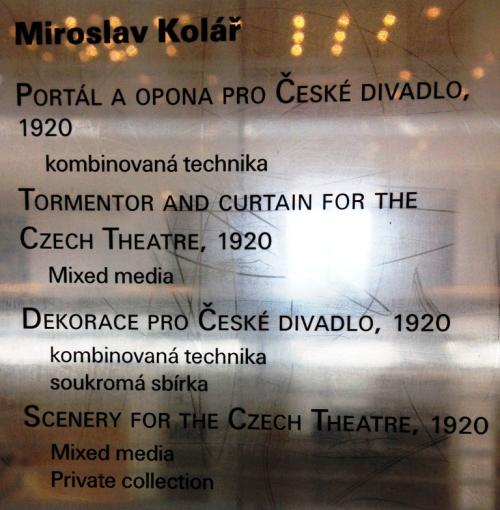 Miroslav Kolář
PORTÁL A OPONA PRO ČESKÉ DIVADLO,
1920
kombinovaná technika
TORMENTOR AND CURTAIN FOR THE
CZECH THEATRE, 1920
Mixed media
DEKORACE PRO ČESKÉ DIVADLO, 1920
kombinovaná technika
soukromá sbírka
SCENERY FOR THE CZECH THEATRE, 1920
Mixed media
Private collection